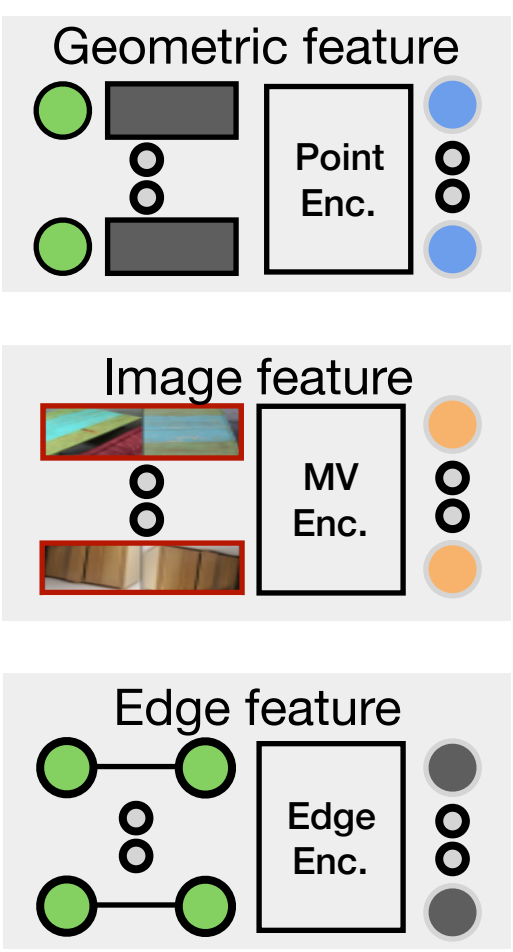 Geometric feature
Point
Enc.
Image feature
MV
Enc.
Edge feature
Edge
Enc.